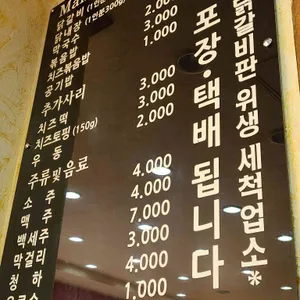 닭갈비 (1인분
닭내장 (1인분300g)
막국수
볶음밥
치즈볶음밥
공기밥
추가사리
치즈떡
치즈토핑 (150g)
우 동
주류 및 음료
소 주
맥 주
백세주
막걸리
청 하
2.
3.000
1.000
3.000
3.000
2.000
4.000
4.000
7.000
3.000
4.000
1.000
포장·택배 됩니다
닭갈비판 위생 세척업소*